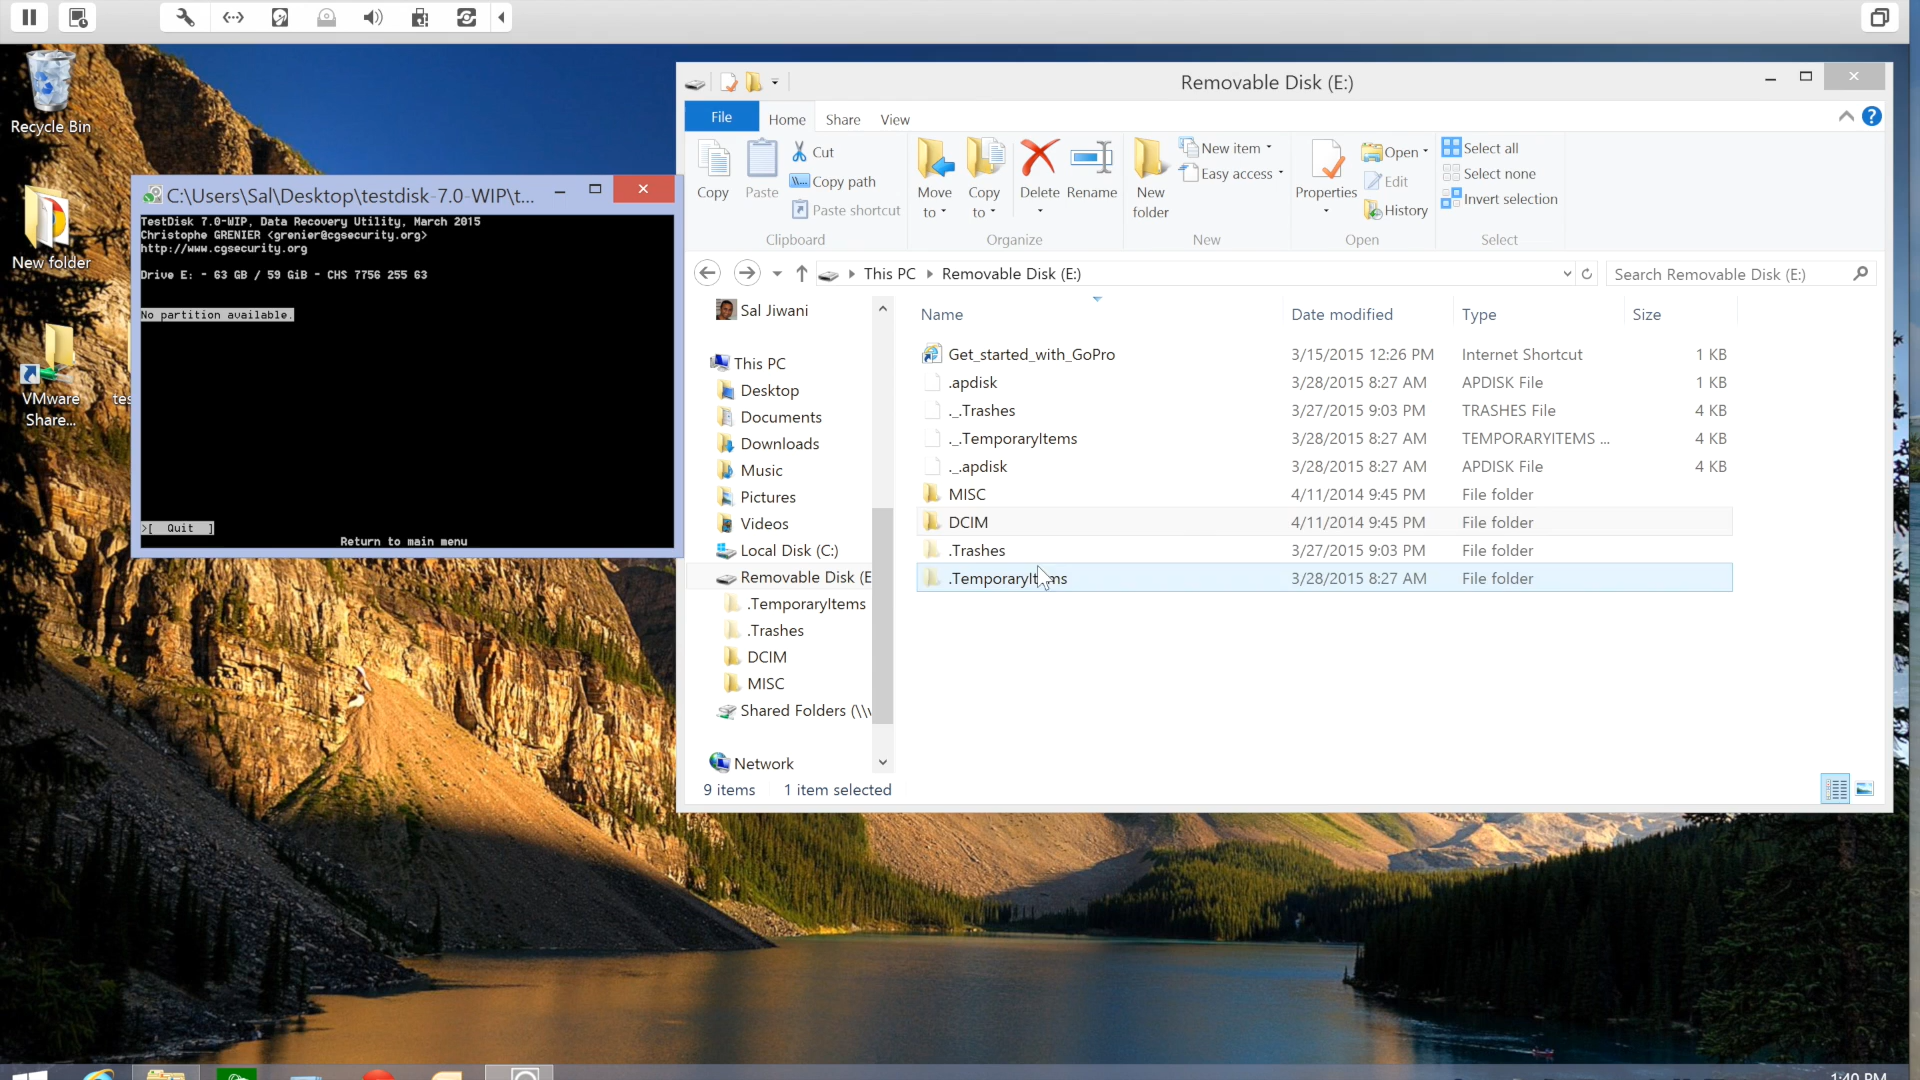 Recycle Bin
New folder
VMware
Share...
tes
C:\Users\Sal\Desktop\testdisk-7.0-WIP\t...
TestDisk 7.0-WIP, Data Recovery Utility, March 2015
Christophe GRENIER <grenier@cgsecurity.org>
http://www.cgsecurity.org
Drive E: - 63 GB / 59 GiB - CHS 7756 255 63
No partition available.
>[ Quit ]
Return to main menu
Removable Disk (E:)
File Home Share View
Copy
Paste
Cut
Copy path
Paste shortcut
Clipboard
Move
to
Copy
to
Delete
Rename
Organize
New
folder
New item
Easy access
New
Properties
Open
Edit
History
Open
Select all
Select none
Invert selection
Select
This PC Removable Disk (E:)
Search Removable Disk (E:)
Sal Jiwani
This PC
Desktop
Documents
Downloads
Music
Pictures
Videos
Local Disk (C:)
Removable Disk (E
.TemporaryItems
.Trashes
DCIM
MISC
Shared Folders (\\v
Network
Name Date modified Type Size
Get_started_with_GoPro 3/15/2015 12:26 PM Internet Shortcut 1 KB
.apdisk 3/28/2015 8:27 AM APDISK File 1 KB
._.Trashes 3/27/2015 9:03 PM TRASHES File 4 KB
._.TemporaryItems 3/28/2015 8:27 AM TEMPORARYITEMS ... 4 KB
._.apdisk 3/28/2015 8:27 AM APDISK File 4 KB
MISC 4/11/2014 9:45 PM File folder
DCIM 4/11/2014 9:45 PM File folder
.Trashes 3/27/2015 9:03 PM File folder
.TemporaryItems 3/28/2015 8:27 AM File folder
9 items 1 item selected
1:40 PM